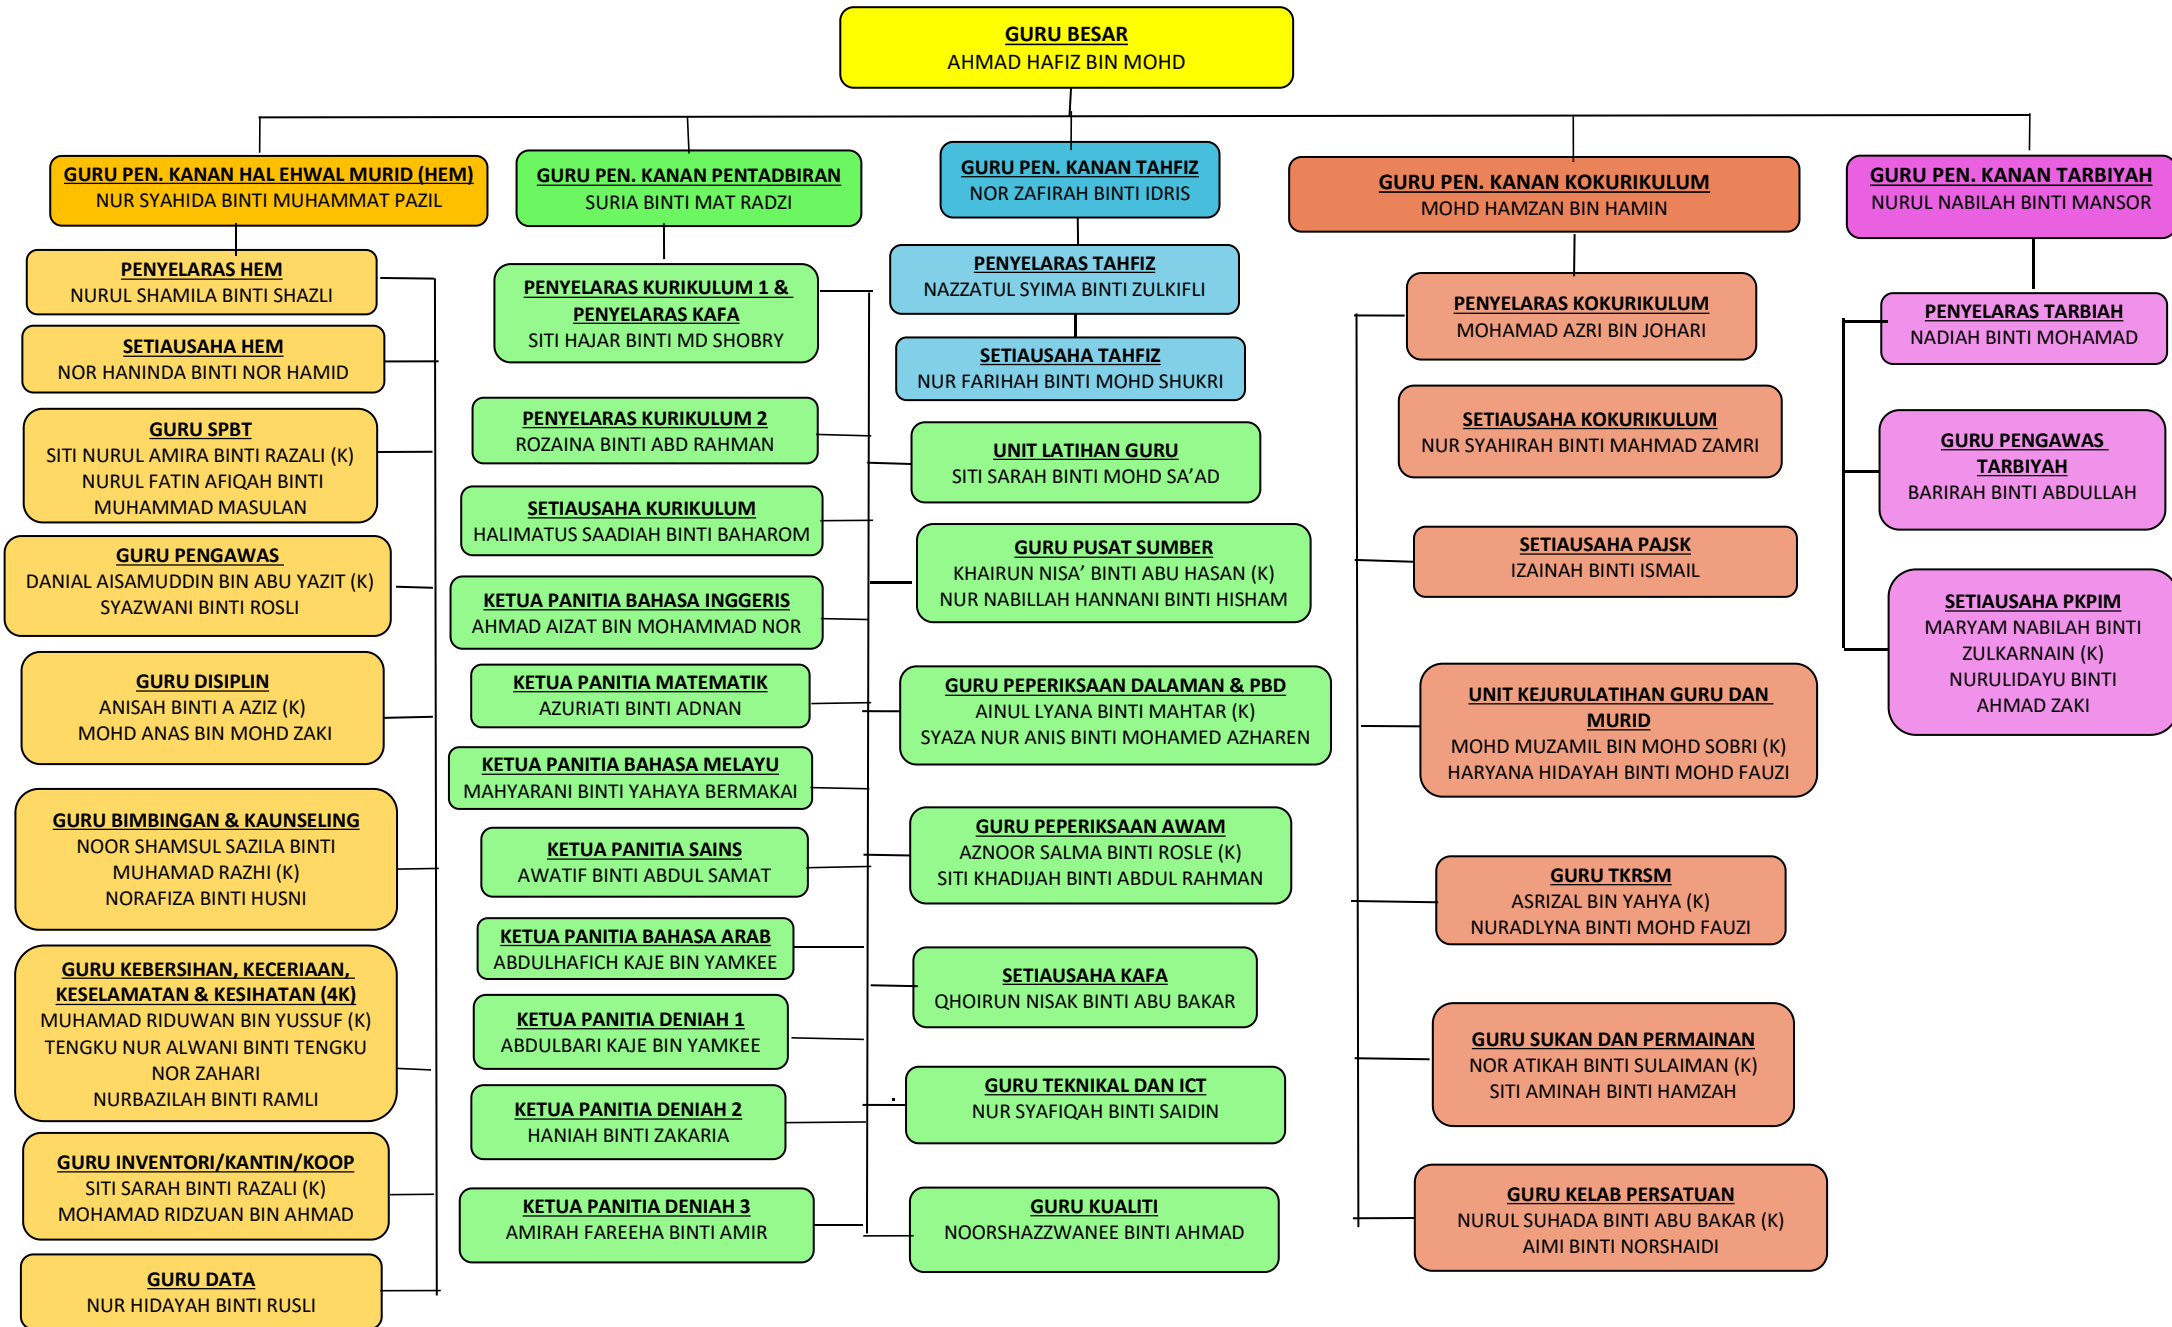 GURU BESAR
AHMAD HAFIZ BIN MOHD
GURU PEN. KANAN HAL EHWAL MURID (HEM)
NUR SYAHIDA BINTI MUHAMMAT PAZIL
GURU PEN. KANAN PENTADBIRAN
SURIA BINTI MAT RADZI
GURU PEN. KANAN TAHFIZ
NOR ZAFIRAH BINTI IDRIS
GURU PEN. KANAN KOKURIKULUM
MOHD HAMZAN BIN HAMIN
GURU PEN. KANAN TARBIYAH
NURUL NABILAH BINTI MANSOR
PENYELARAS HEM
NURUL SHAMILA BINTI SHAZLI
SETIAUSAHA HEM
NOR HANINDA BINTI NOR HAMID
GURU SPBT
SITI NURUL AMIRA BINTI RAZALI (K)
NURUL FATIN AFIQAH BINTI
MUHAMMAD MASULAN
GURU PENGAWAS
DANIAL AISAMUDDIN BIN ABU YAZIT (K)
SYAZWANI BINTI ROSLI
GURU DISIPLIN
ANISAH BINTI A AZIZ (K)
MOHD ANAS BIN MOHD ZAKI
GURU BIMBINGAN & KAUNSELING
NOOR SHAMSUL SAZILA BINTI
MUHAMAD RAZHI (K)
NORAFIZA BINTI HUSNI
GURU KEBERSIHAN, KECERIAAN,
KESELAMATAN & KESIHATAN (4K)
MUHAMAD RIDUWAN BIN YUSSUF (K)
TENGKU NUR ALWANI BINTI TENGKU
NOR ZAHARI
NURBAZILAH BINTI RAMLI
GURU INVENTORI/KANTIN/KOOP
SITI SARAH BINTI RAZALI (K)
MOHAMAD RIDZUAN BIN AHMAD
GURU DATA
NUR HIDAYAH BINTI RUSLI
PENYELARAS KURIKULUM 1 &
PENYELARAS KAFA
SITI HAJAR BINTI MD SHOBRY
PENYELARAS KURIKULUM 2
ROZAINA BINTI ABD RAHMAN
SETIAUSAHA KURIKULUM
HALIMATUS SAADIAH BINTI BAHAROM
KETUA PANITIA BAHASA INGGERIS
AHMAD AIZAT BIN MOHAMMAD NOR
KETUA PANITIA MATEMATIK
AZURIATI BINTI ADNAN
KETUA PANITIA BAHASA MELAYU
MAHYARANI BINTI YAHAYA BERMAKAI
KETUA PANITIA SAINS
AWATIF BINTI ABDUL SAMAT
KETUA PANITIA BAHASA ARAB
ABDULHAFICH KAJE BIN YAMKEE
KETUA PANITIA DENIAH 1
ABDULBARI KAJE BIN YAMKEE
KETUA PANITIA DENIAH 2
HANIAH BINTI ZAKARIA
KETUA PANITIA DENIAH 3
AMIRAH FAREEHA BINTI AMIR
PENYELARAS TAHFIZ
NAZZATUL SYIMA BINTI ZULKIFLI
SETIAUSAHA TAHFIZ
NUR FARIHAH BINTI MOHD SHUKRI
UNIT LATIHAN GURU
SITI SARAH BINTI MOHD SA’AD
GURU PUSAT SUMBER
KHAIRUN NISA’ BINTI ABU HASAN (K)
NUR NABILLAH HANNANI BINTI HISHAM
GURU PEPERIKSAAN DALAMAN & PBD
AINUL LYANA BINTI MAHTAR (K)
SYAZA NUR ANIS BINTI MOHAMED AZHAREN
GURU PEPERIKSAAN AWAM
AZNOOR SALMA BINTI ROSLE (K)
SITI KHADIJAH BINTI ABDUL RAHMAN
SETIAUSAHA KAFA
QHOIRUN NISAK BINTI ABU BAKAR
GURU TEKNIKAL DAN ICT
NUR SYAFIQAH BINTI SAIDIN
GURU KUALITI
NOORSHAZZWANEE BINTI AHMAD
PENYELARAS KOKURIKULUM
MOHAMAD AZRI BIN JOHARI
SETIAUSAHA KOKURIKULUM
NUR SYAHIRAH BINTI MAHMAD ZAMRI
SETIAUSAHA PAJSK
IZAINAH BINTI ISMAIL
UNIT KEJURULATIHAN GURU DAN
MURID
MOHD MUZAMIL BIN MOHD SOBRI (K)
HARYANA HIDAYAH BINTI MOHD FAUZI
GURU TKRSM
ASRIZAL BIN YAHYA (K)
NURADLYNA BINTI MOHD FAUZI
GURU SUKAN DAN PERMAINAN
NOR ATIKAH BINTI SULAIMAN (K)
SITI AMINAH BINTI HAMZAH
GURU KELAB PERSATUAN
NURUL SUHADA BINTI ABU BAKAR (K)
AIMI BINTI NORSHAIDI
PENYELARAS TARBIAH
NADIAH BINTI MOHAMAD
GURU PENGAWAS
TARBIYAH
BARIRAH BINTI ABDULLAH
SETIAUSAHA PKPIM
MARYAM NABILAH BINTI
ZULKARNAIN (K)
NURULIDAYU BINTI
AHMAD ZAKI